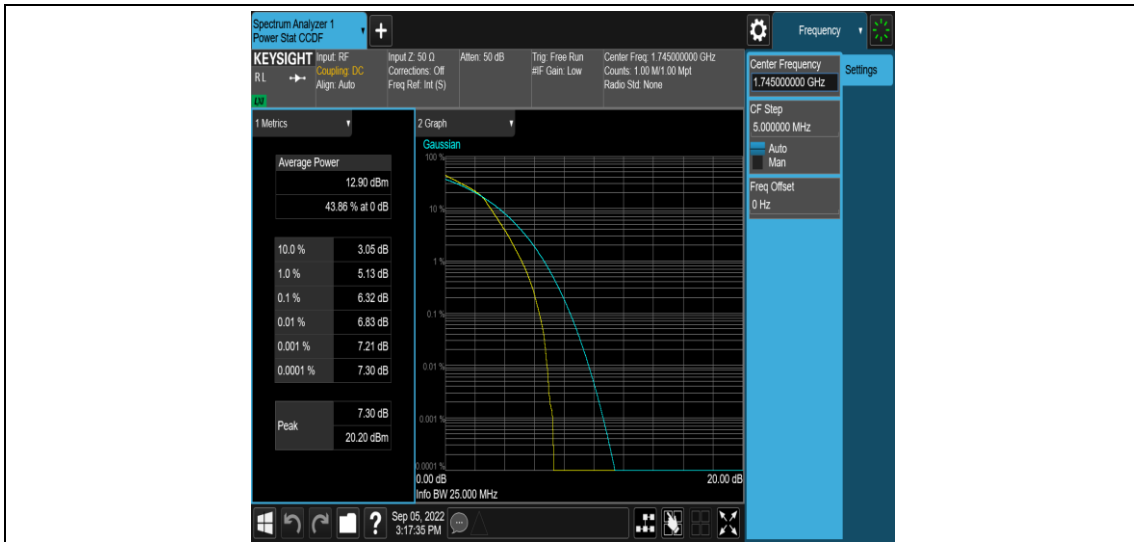 Spectrum Analyzer 1
Power Stat CCDF
+
Frequency
KEYSIGHT
RL
Input: RF
Coupling: DC
Align: Auto
Input Z: 50 Ω
Corrections: Off
Freq Ref: Int (S)
Atten: 50 dB
Trig: Free Run
#IF Gain: Low
Center Freq: 1.745000000 GHz
Counts: 1.00 M/1.00 Mpt
Radio Std: None
Center Frequency
1.745000000 GHz
Settings
CF Step
5.000000 MHz
Auto
Man
Freq Offset
0 Hz
1 Metrics
Average Power
12.90 dBm
43.86 % at 0 dB
10.0 % 3.05 dB
1.0 % 5.13 dB
0.1 % 6.32 dB
0.01 % 6.83 dB
0.001 % 7.21 dB
0.0001 % 7.30 dB
Peak
7.30 dB
20.20 dBm
2 Graph
Gaussian
100 %
10 %
1 %
0.1 %
0.01 %
0.001 %
0.0001 %
0.00 dB 20.00 dB
Info BW 25.000 MHz
?
Sep 05, 2022
3:17:35 PM